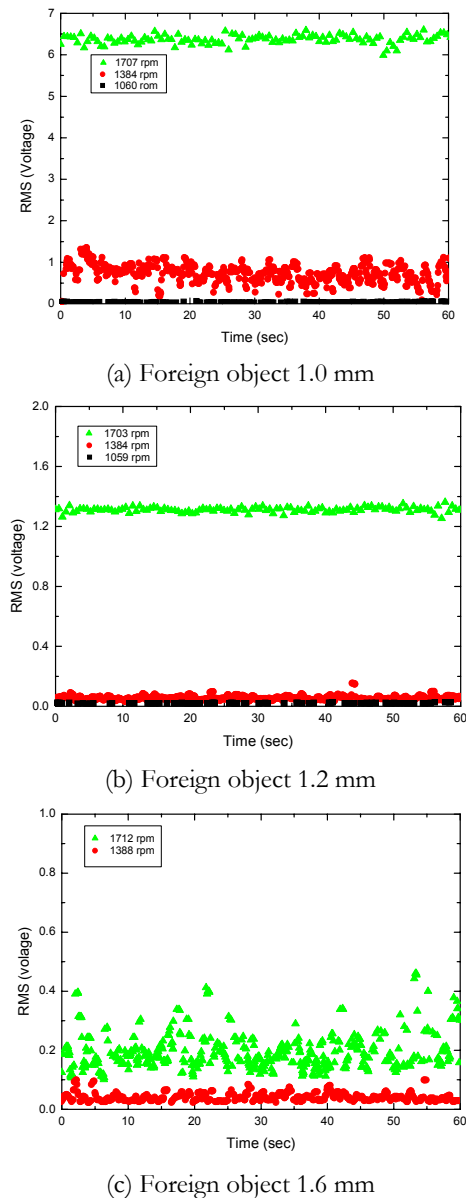 7
6
5
4
3
2
1
0
RMS (Voltage)
1707 rpm
1384 rpm
1060 rom
0 10 20 30 40 50 60
Time (sec)
(a) Foreign object 1.0 mm
2.0
1.6
1.2
0.8
0.4
0.0
RMS (voltage)
1703 rpm
1384 rpm
1059 rpm
0 10 20 30 40 50 60
Time (sec)
(b) Foreign object 1.2 mm
1.0
0.8
0.6
0.4
0.2
0.0
RMS (volage)
1712 rpm
1388 rpm
0 10 20 30 40 50 60
Time (sec)
(c) Foreign object 1.6 mm